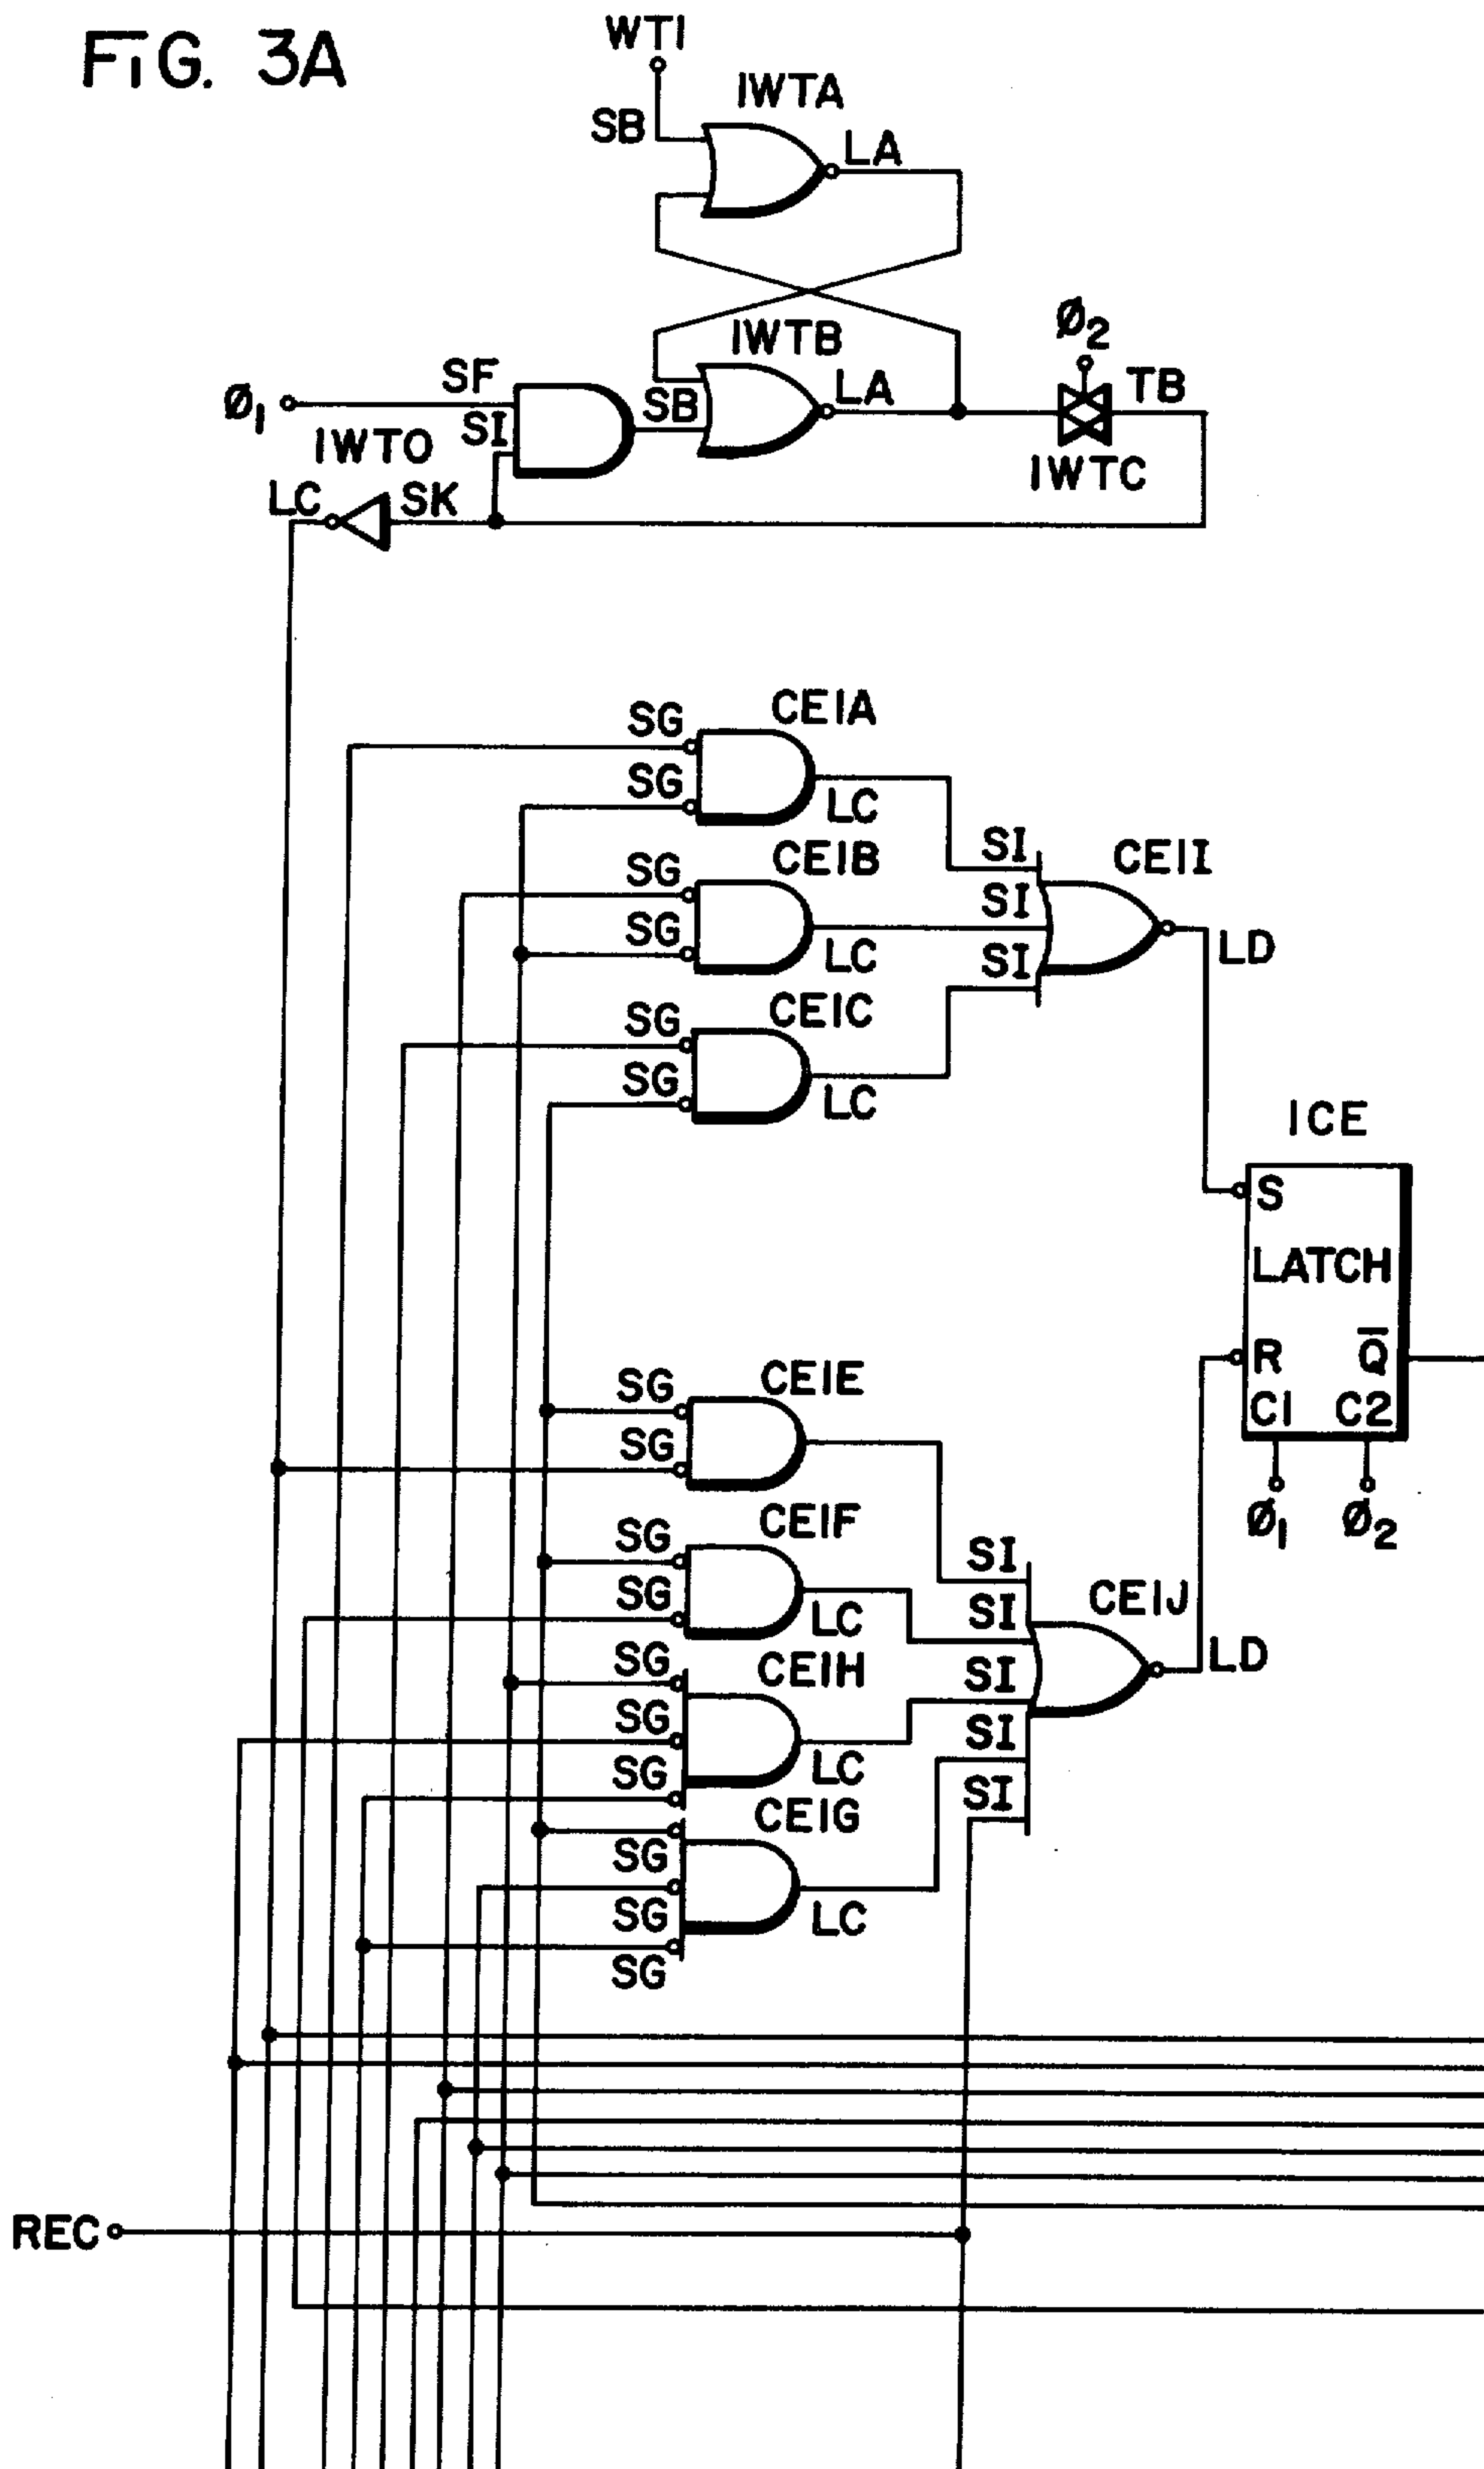 FIG. 3A
WT1
IWTA
SB
LA
IWTB
Ø2
SF
SB
LA
TB
Ø1
SI
IWTO
IWTC
LC
SK
CEIA
SG
SG
LC
CEIB
SG
SI
CEII
SG
SI
LC
SI
LD
CEIC
SG
SG
LC
ICE
S
LATCH
R
Q̅
C1
C2
Ø1
Ø2
CEIE
SG
SG
CEIF
SG
SI
SG
SI
CEIJ
LC
LD
CEIH
SG
SI
SG
SI
SG
LC
SI
CEIG
SG
SG
LC
SG
REC